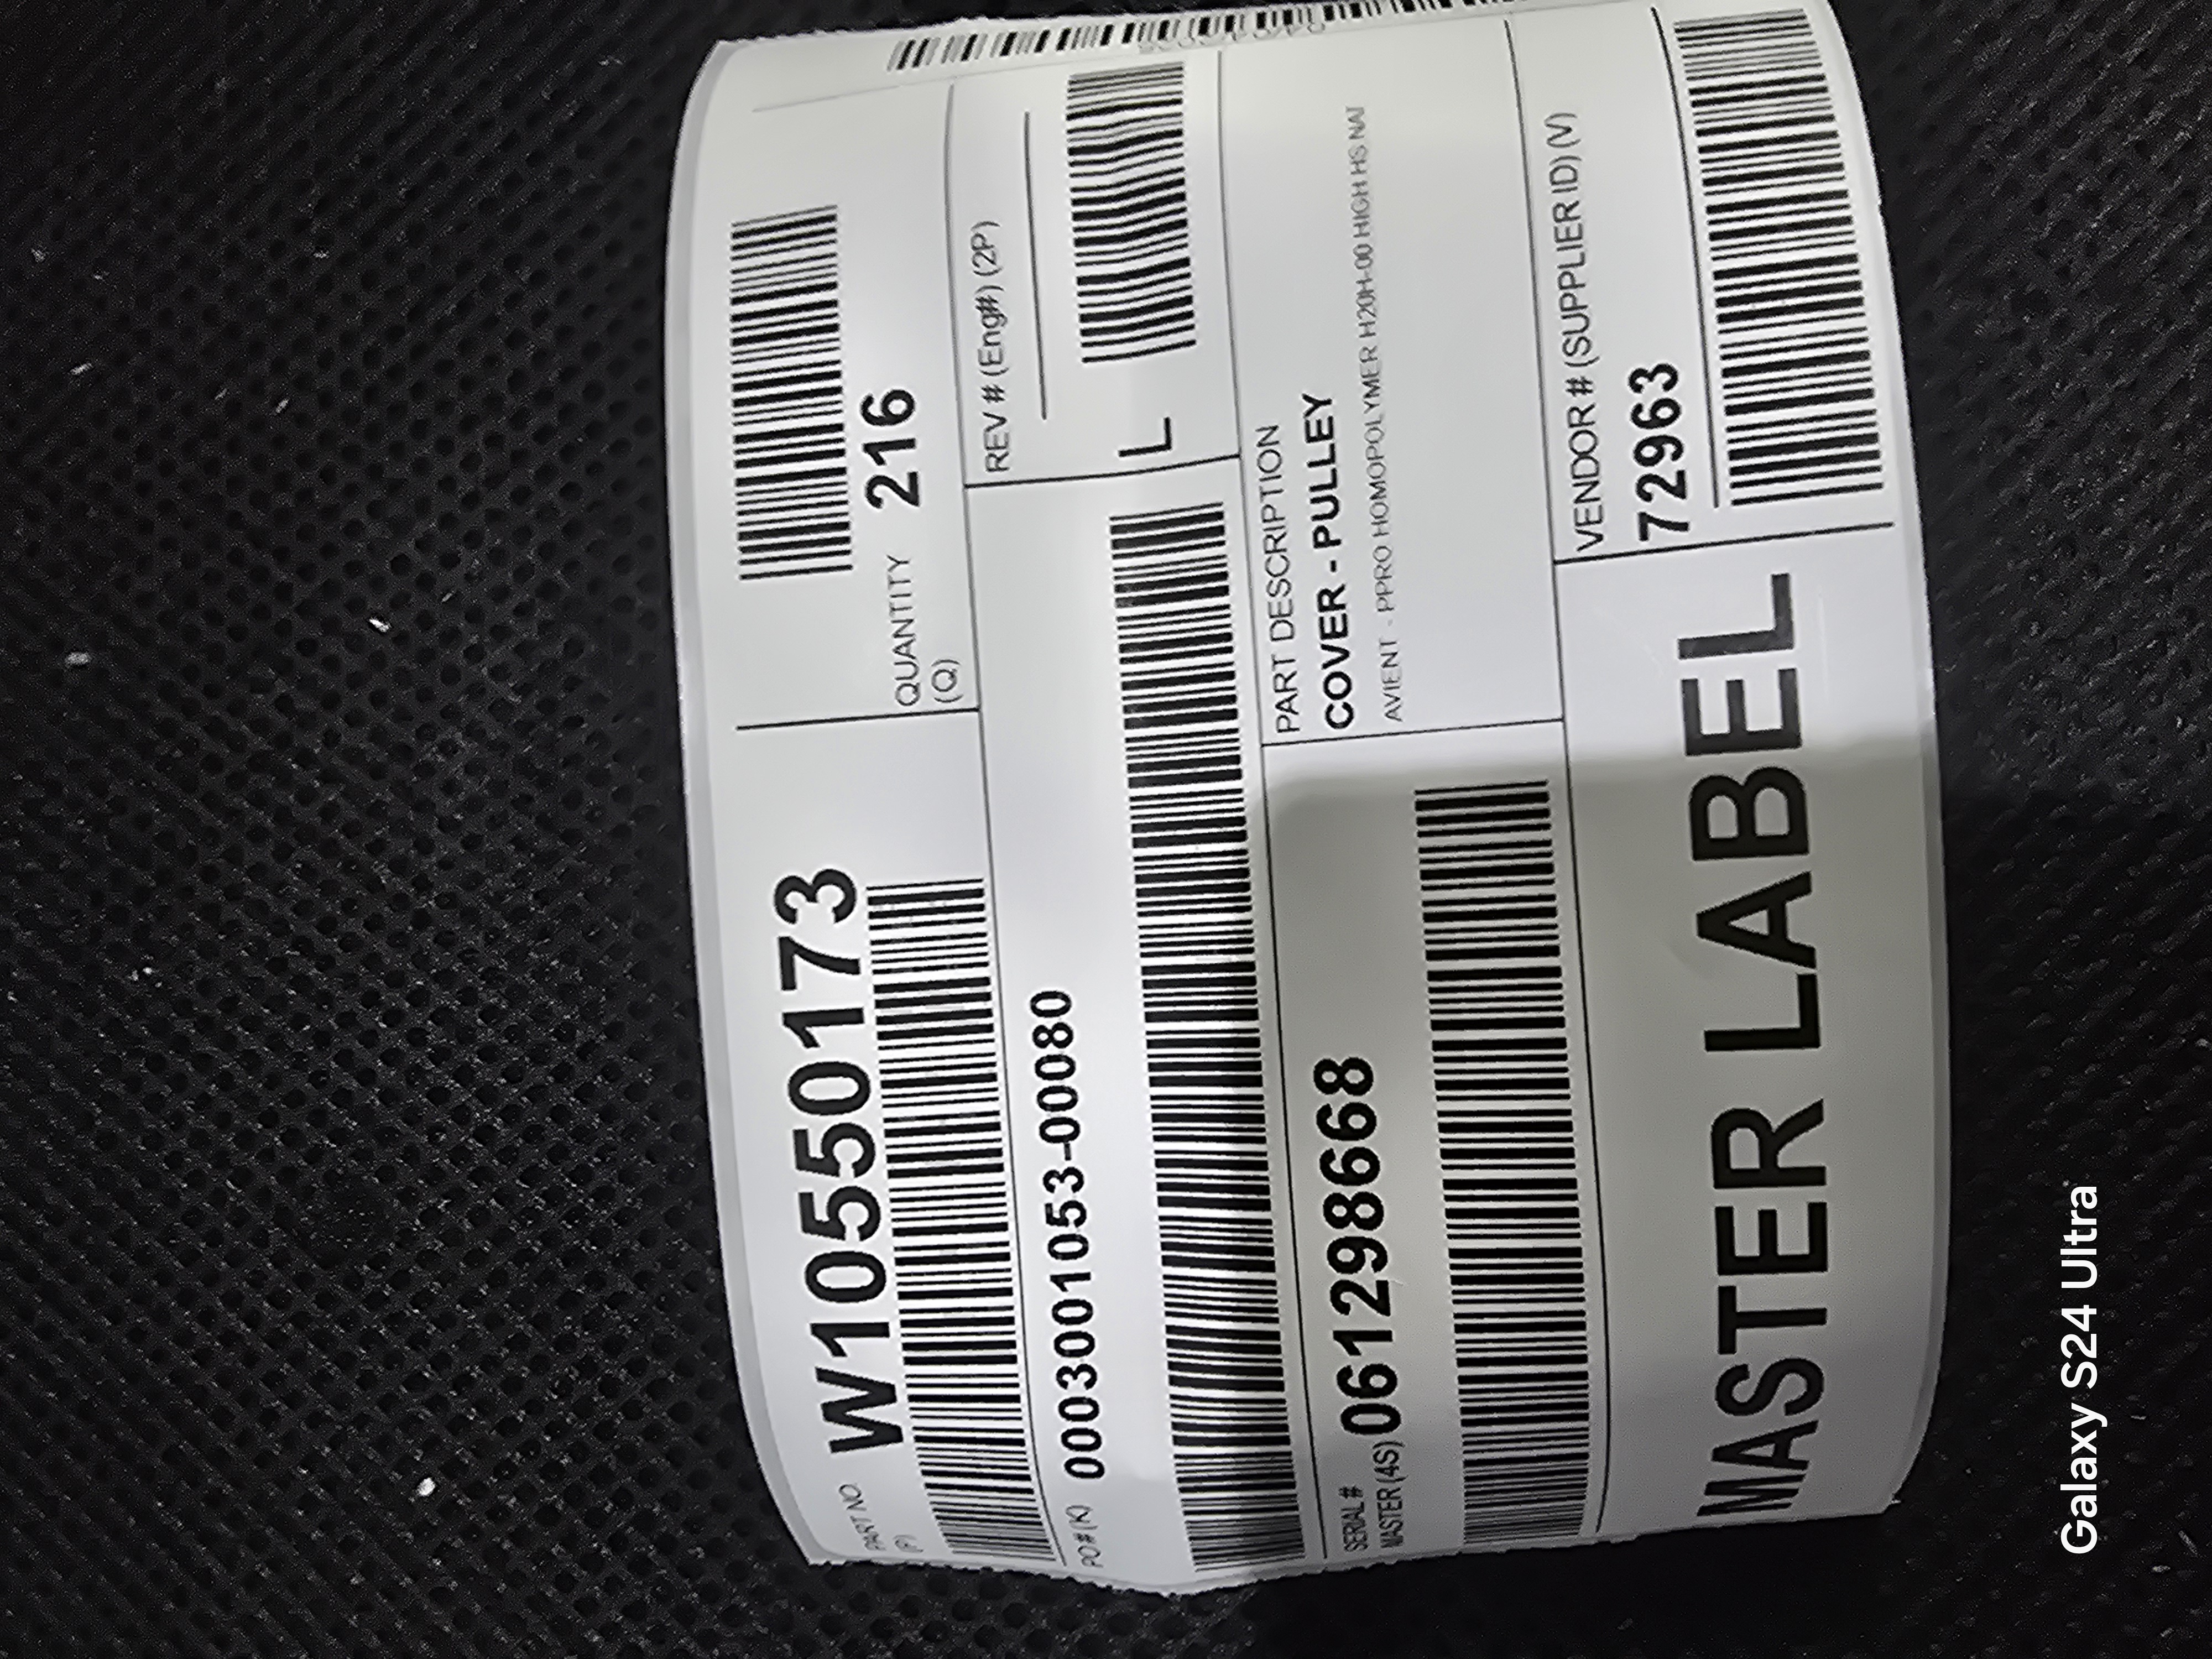 PART NO
(P)
W10550173
QUANTITY
(Q)
216
PO # (K)
0003001053-00080
REV # (Eng#) (2P)
L
SERIAL #
MASTER (4S)
061298668
PART DESCRIPTION
COVER - PULLEY
AVIENT - PPRO HOMOPOLYMER H20H-00 HIGH HS NAT
MASTER LABEL
VENDOR # (SUPPLIER ID) (V)
72963
Galaxy S24 Ultra